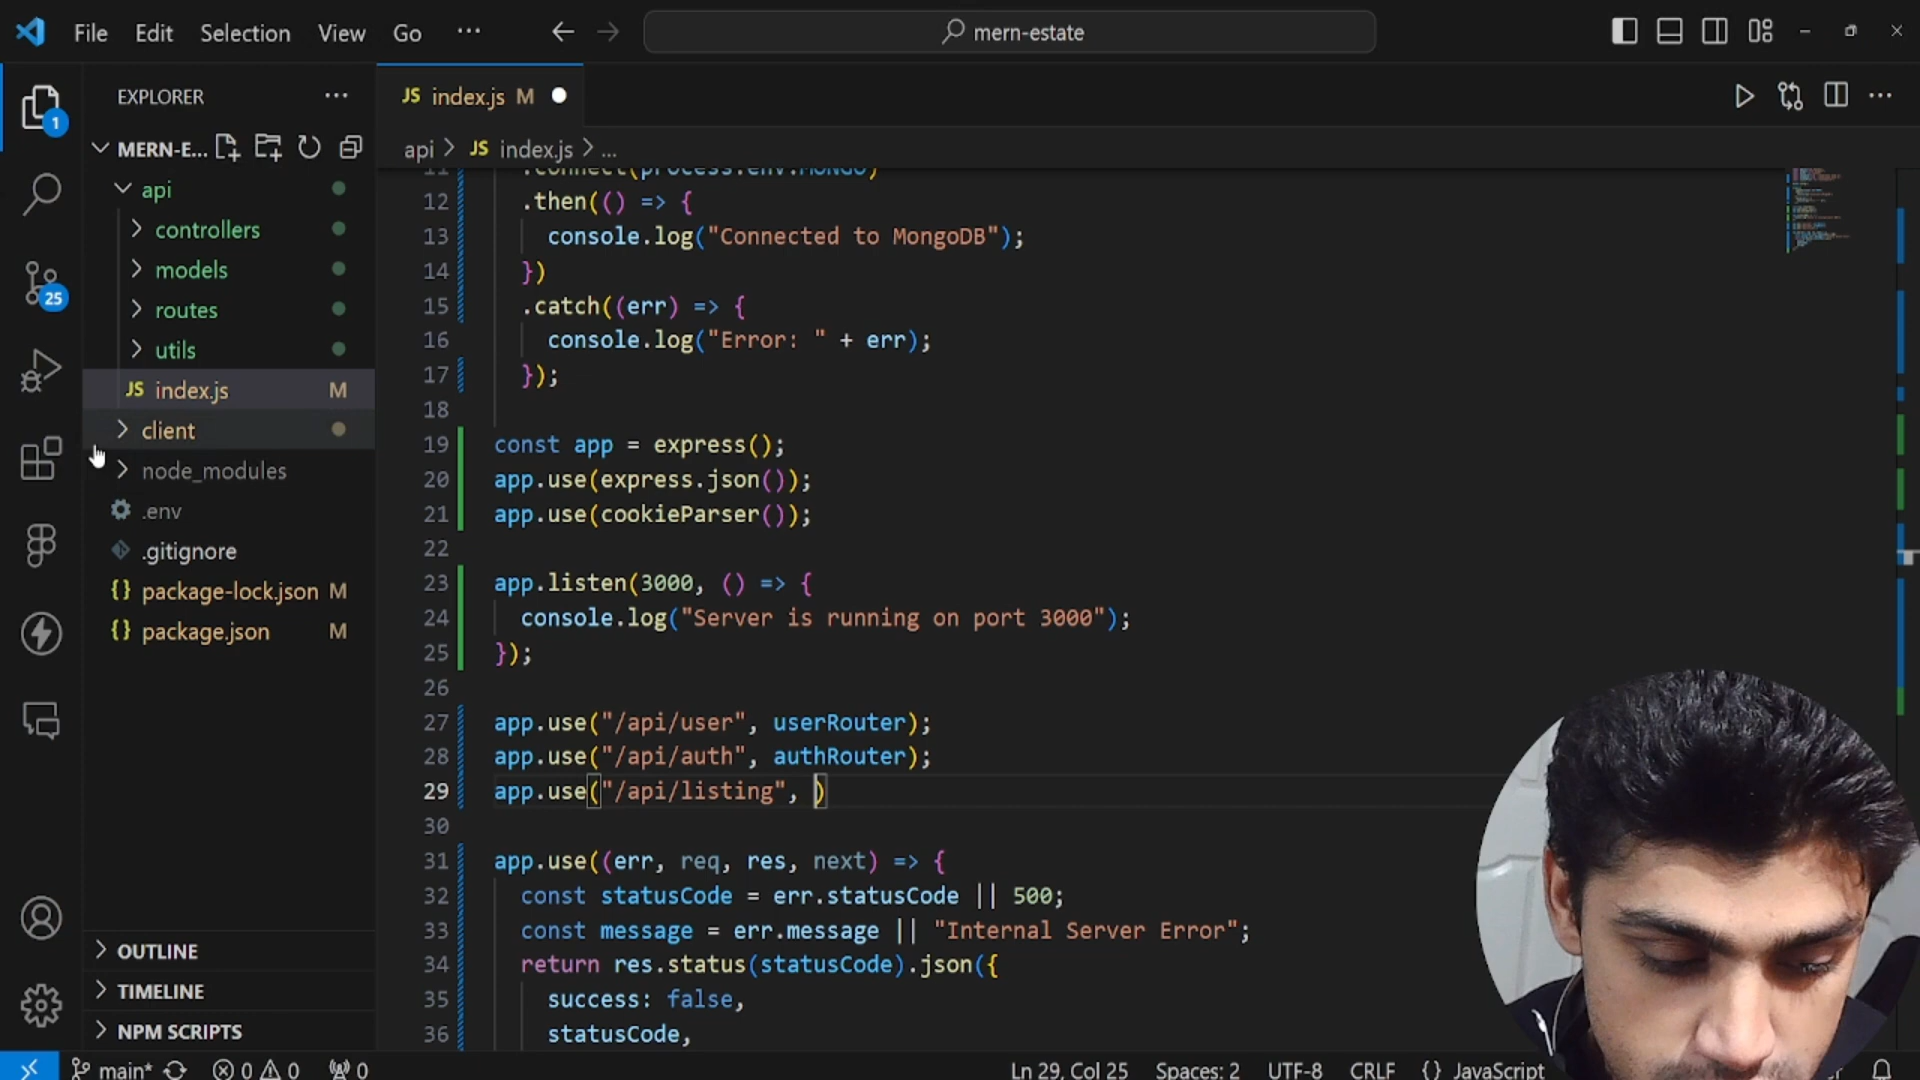 File Edit Selection View Go ··· mern-estate
EXPLORER ···
1
MERN-E...
api
controllers
models
routes
utils
JS index.js M
client
node_modules
.env
.gitignore
{} package-lock.json M
{} package.json M
25
OUTLINE
TIMELINE
NPM SCRIPTS
JS index.js M
api > JS index.js > ...
11 .connect(process.env.MONGO)
12 .then(() => {
13 console.log("Connected to MongoDB");
14 })
15 .catch((err) => {
16 console.log("Error: " + err);
17 });
18
19 const app = express();
20 app.use(express.json());
21 app.use(cookieParser());
22
23 app.listen(3000, () => {
24 console.log("Server is running on port 3000");
25 });
26
27 app.use("/api/user", userRouter);
28 app.use("/api/auth", authRouter);
29 app.use("/api/listing", )
30
31 app.use((err, req, res, next) => {
32 const statusCode = err.statusCode || 500;
33 const message = err.message || "Internal Server Error";
34 return res.status(statusCode).json({
35 success: false,
36 statusCode,
main* 0 0 0 Ln 29, Col 25 Spaces: 2 UTF-8 CRLF {} JavaScript